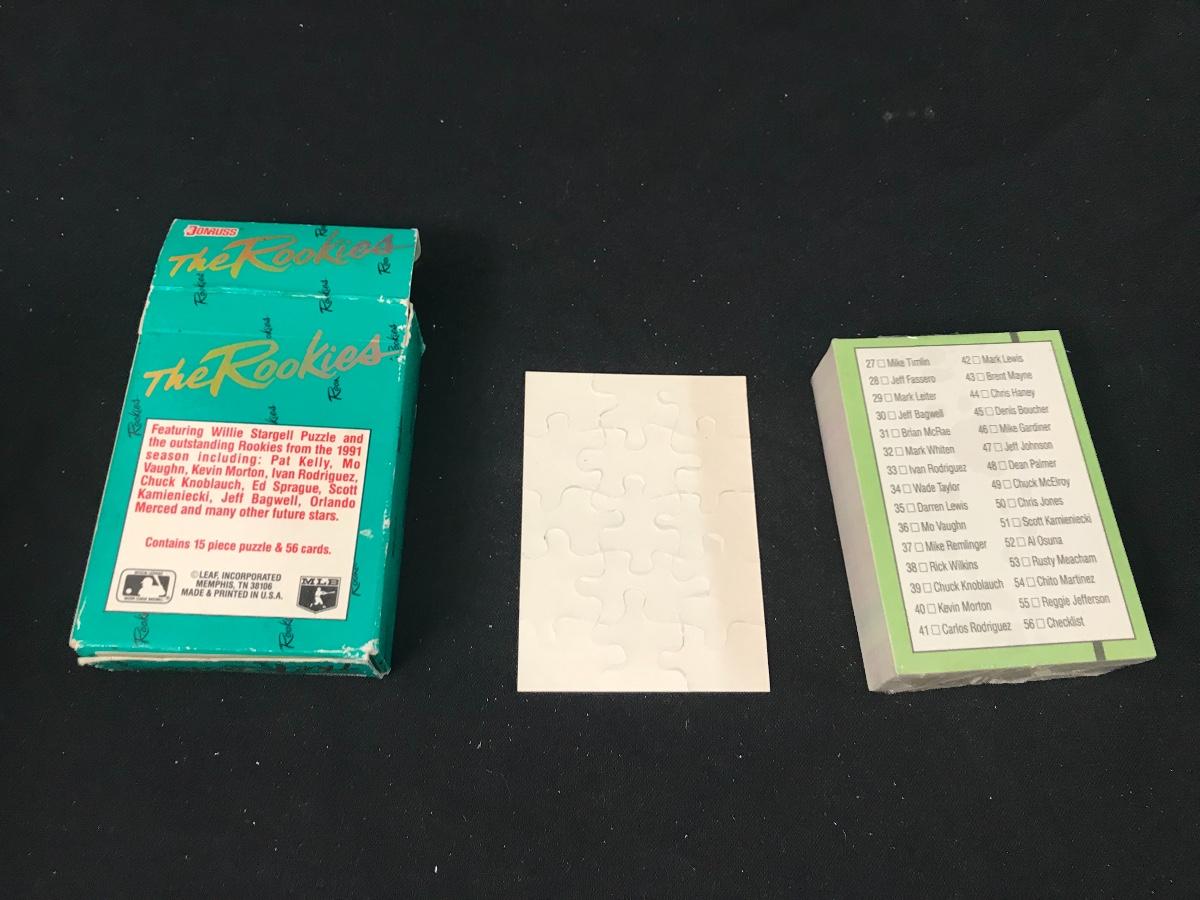 DONRUSS
The Rookies
The Rookies
Featuring Willie Stargell Puzzle and
the outstanding Rookies from the 1991
season including: Pat Kelly, Mo
Vaughn, Kevin Morton, Ivan Rodriguez,
Chuck Knoblauch, Ed Sprague, Scott
Kamieniecki, Jeff Bagwell, Orlando
Merced and many other future stars.
Contains 15 piece puzzle & 56 cards.
©LEAF, INCORPORATED
MEMPHIS, TN 38106
MADE & PRINTED IN U.S.A.
MLB
27 □ Mike Timlin
28 □ Jeff Fassero
29 □ Mark Leiter
30 □ Jeff Bagwell
31 □ Brian McRae
32 □ Mark Whiten
33 □ Ivan Rodriguez
34 □ Wade Taylor
35 □ Darren Lewis
36 □ Mo Vaughn
37 □ Mike Remlinger
38 □ Rick Wilkins
39 □ Chuck Knoblauch
40 □ Kevin Morton
41 □ Carlos Rodriguez
42 □ Mark Lewis
43 □ Brent Mayne
44 □ Chris Haney
45 □ Denis Boucher
46 □ Mike Gardiner
47 □ Jeff Johnson
48 □ Dean Palmer
49 □ Chuck McElroy
50 □ Chris Jones
51 □ Scott Kamieniecki
52 □ Al Osuna
53 □ Rusty Meacham
54 □ Chito Martinez
55 □ Reggie Jefferson
56 □ Checklist